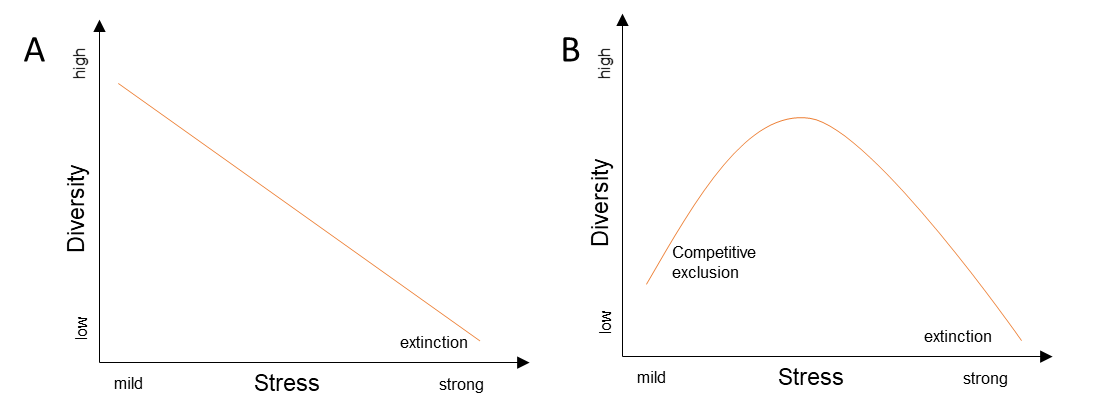 A
high
Diversity
low
extinction
mild
Stress
strong
B
high
Diversity
low
Competitive
exclusion
extinction
mild
Stress
strong